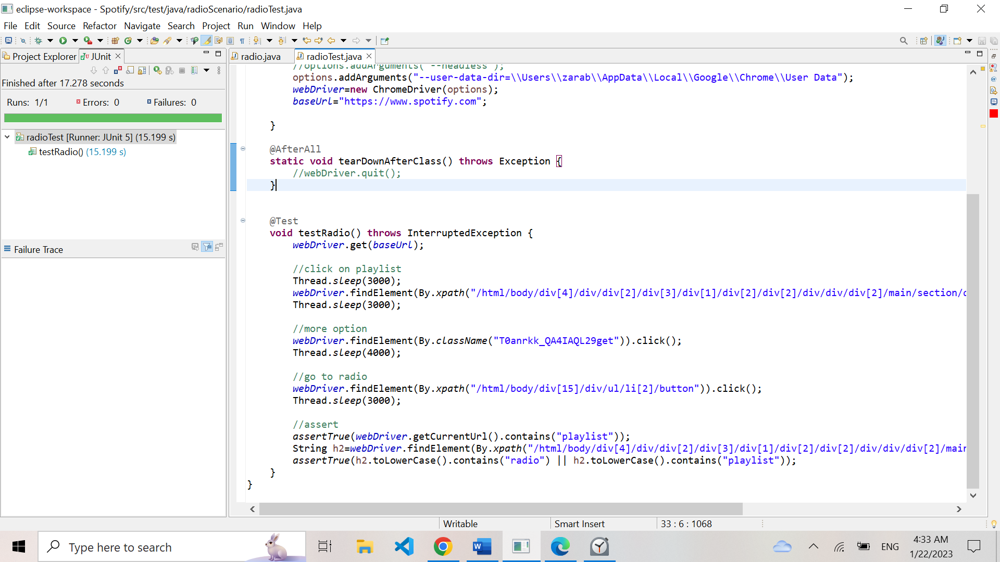 eclipse-workspace - Spotify/src/test/java/radioScenario/radioTest.java
File Edit Source Refactor Navigate Search Project Run Window Help
Project Explorer JUnit
Finished after 17.278 seconds
Runs: 1/1 Errors: 0 Failures: 0
radioTest [Runner: JUnit 5] (15.199 s)
testRadio() (15.199 s)
Failure Trace
radio.java radioTest.java
//options.addArguments("--headless");
options.addArguments("--user-data-dir=\\Users\\zarab\\AppData\\Local\\Google\\Chrome\\User Data");
webDriver=new ChromeDriver(options);
baseUrl="https://www.spotify.com";
}
@AfterAll
static void tearDownAfterClass() throws Exception {
//webDriver.quit();
}
@Test
void testRadio() throws InterruptedException {
webDriver.get(baseUrl);
//click on playlist
Thread.sleep(3000);
webDriver.findElement(By.xpath("/html/body/div[4]/div/div[2]/div[3]/div[1]/div[2]/div[2]/div/div/div[2]/main/section/
Thread.sleep(3000);
//more option
webDriver.findElement(By.className("T0anrkk_QA4IAQL29get")).click();
Thread.sleep(4000);
//go to radio
webDriver.findElement(By.xpath("/html/body/div[15]/div/ul/li[2]/button")).click();
Thread.sleep(3000);
//assert
assertTrue(webDriver.getCurrentUrl().contains("playlist"));
String h2=webDriver.findElement(By.xpath("/html/body/div[4]/div/div[2]/div[3]/div[1]/div[2]/div[2]/div/div/div[2]/main
assertTrue(h2.toLowerCase().contains("radio") || h2.toLowerCase().contains("playlist"));
}
}
Writable Smart Insert 33 : 6 : 1068
Type here to search
ENG
4:33 AM
1/22/2023